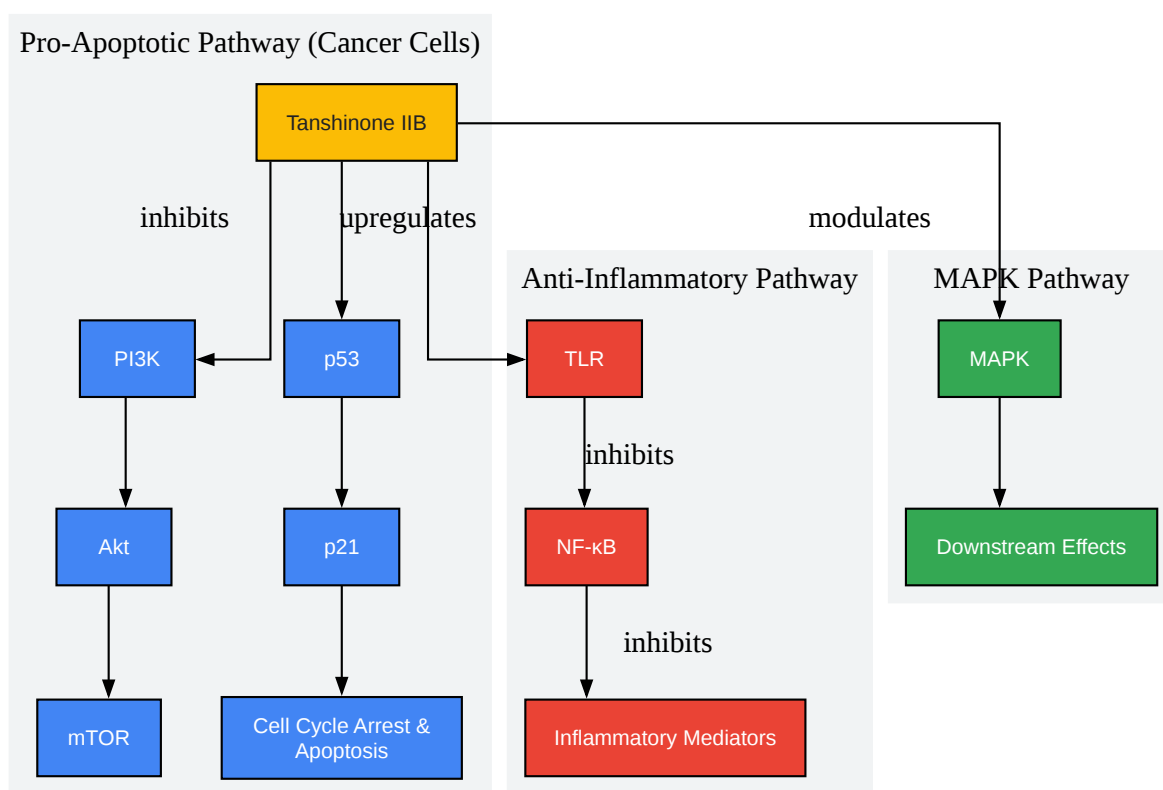 Pro-Apoptotic Pathway (Cancer Cells)
Tanshinone IIB
inhibits
upregulates
modulates
Anti-Inflammatory Pathway
MAPK Pathway
PI3K
p53
TLR
MAPK
inhibits
Akt
p21
NF-κB
Downstream Effects
inhibits
mTOR
Cell Cycle Arrest &
Apoptosis
Inflammatory Mediators